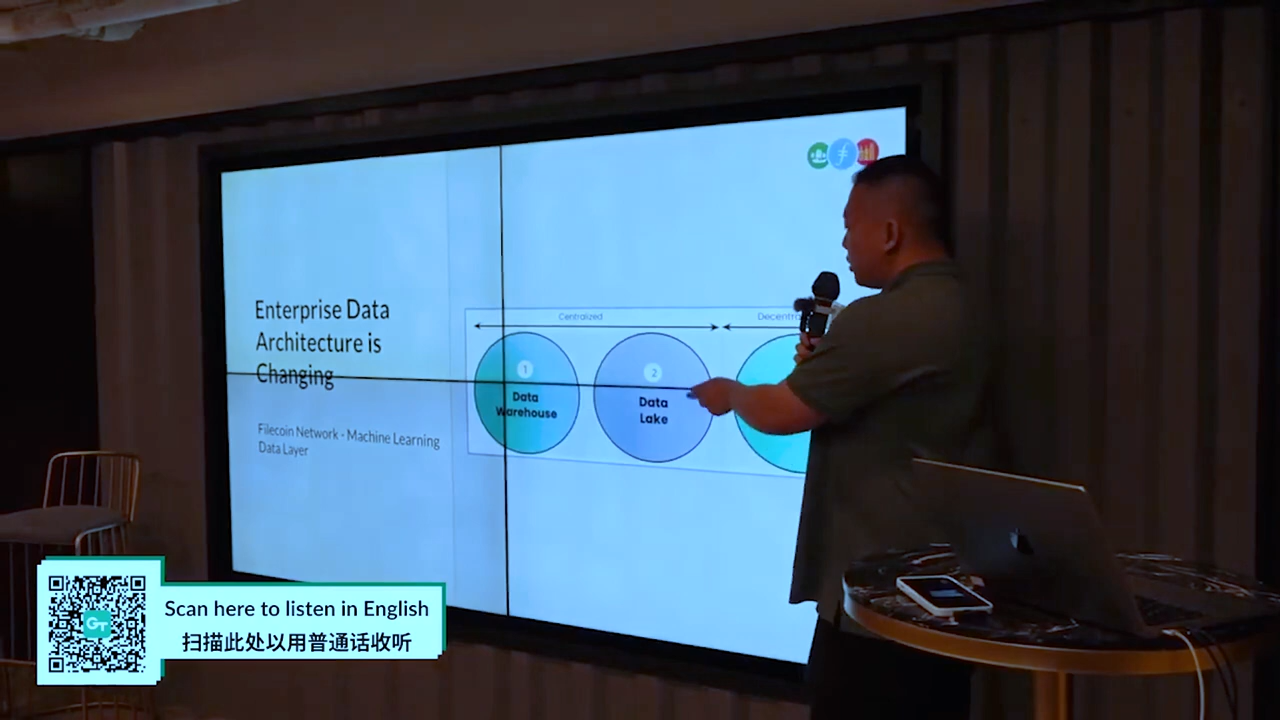 Enterprise Data
Architecture is
Changing
Filecoin Network - Machine Learning
Data Layer
Centralized
1
Data
Warehouse
2
Data
Lake
Scan here to listen in English
扫描此处以用普通话收听
GT